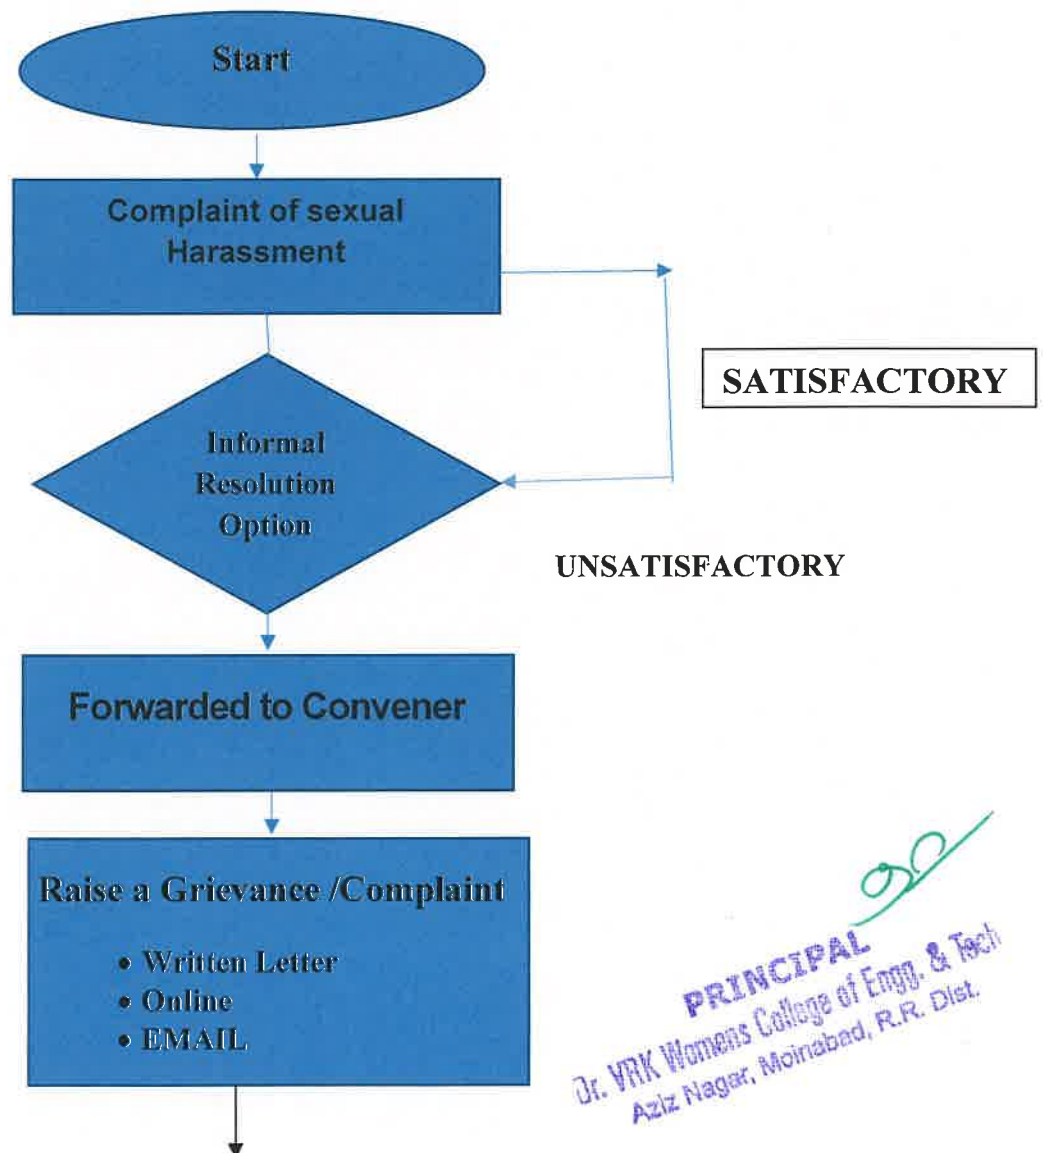 Start
Complaint of sexual
Harassment
SATISFACTORY
Informal
Resolution
Option
UNSATISFACTORY
Forwarded to Convener
Raise a Grievance /Complaint
• Written Letter
• Online
• EMAIL
PRINCIPAL
Dr. VRK Womens College of Engg. & Tech
Aziz Nagar, Moinabad, R.R. Dist.